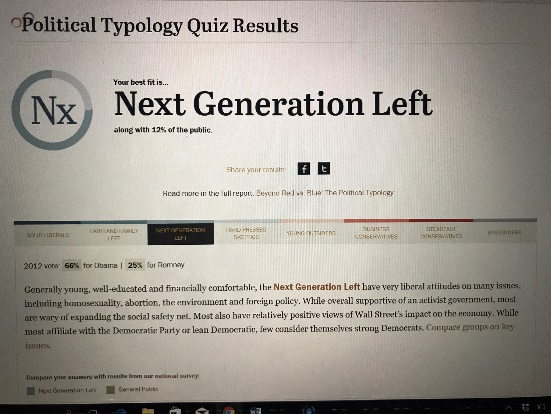 Political Typology Quiz Results
Nx
Your best fit is...
Next Generation Left
along with 12% of the public.
Share your results:
f t
Read more in the full report, Beyond Red vs. Blue: The Political Typology
SOLID LIBERALS
FAITH AND FAMILY LEFT
NEXT GENERATION LEFT
HARD-PRESSED SKEPTICS
YOUNG OUTSIDERS
BUSINESS CONSERVATIVES
STEADFAST CONSERVATIVES
BYSTANDERS
2012 vote: 66% for Obama | 25% for Romney
Generally young, well-educated and financially comfortable, the Next Generation Left have very liberal attitudes on many issues,
including homosexuality, abortion, the environment and foreign policy. While overall supportive of an activist government, most
are wary of expanding the social safety net. Most also have relatively positive views of Wall Street's impact on the economy. While
most affiliate with the Democratic Party or lean Democratic, few consider themselves strong Democrats. Compare groups on key
issues.
Compare your answers with results from our national survey:
Next Generation Left General Public